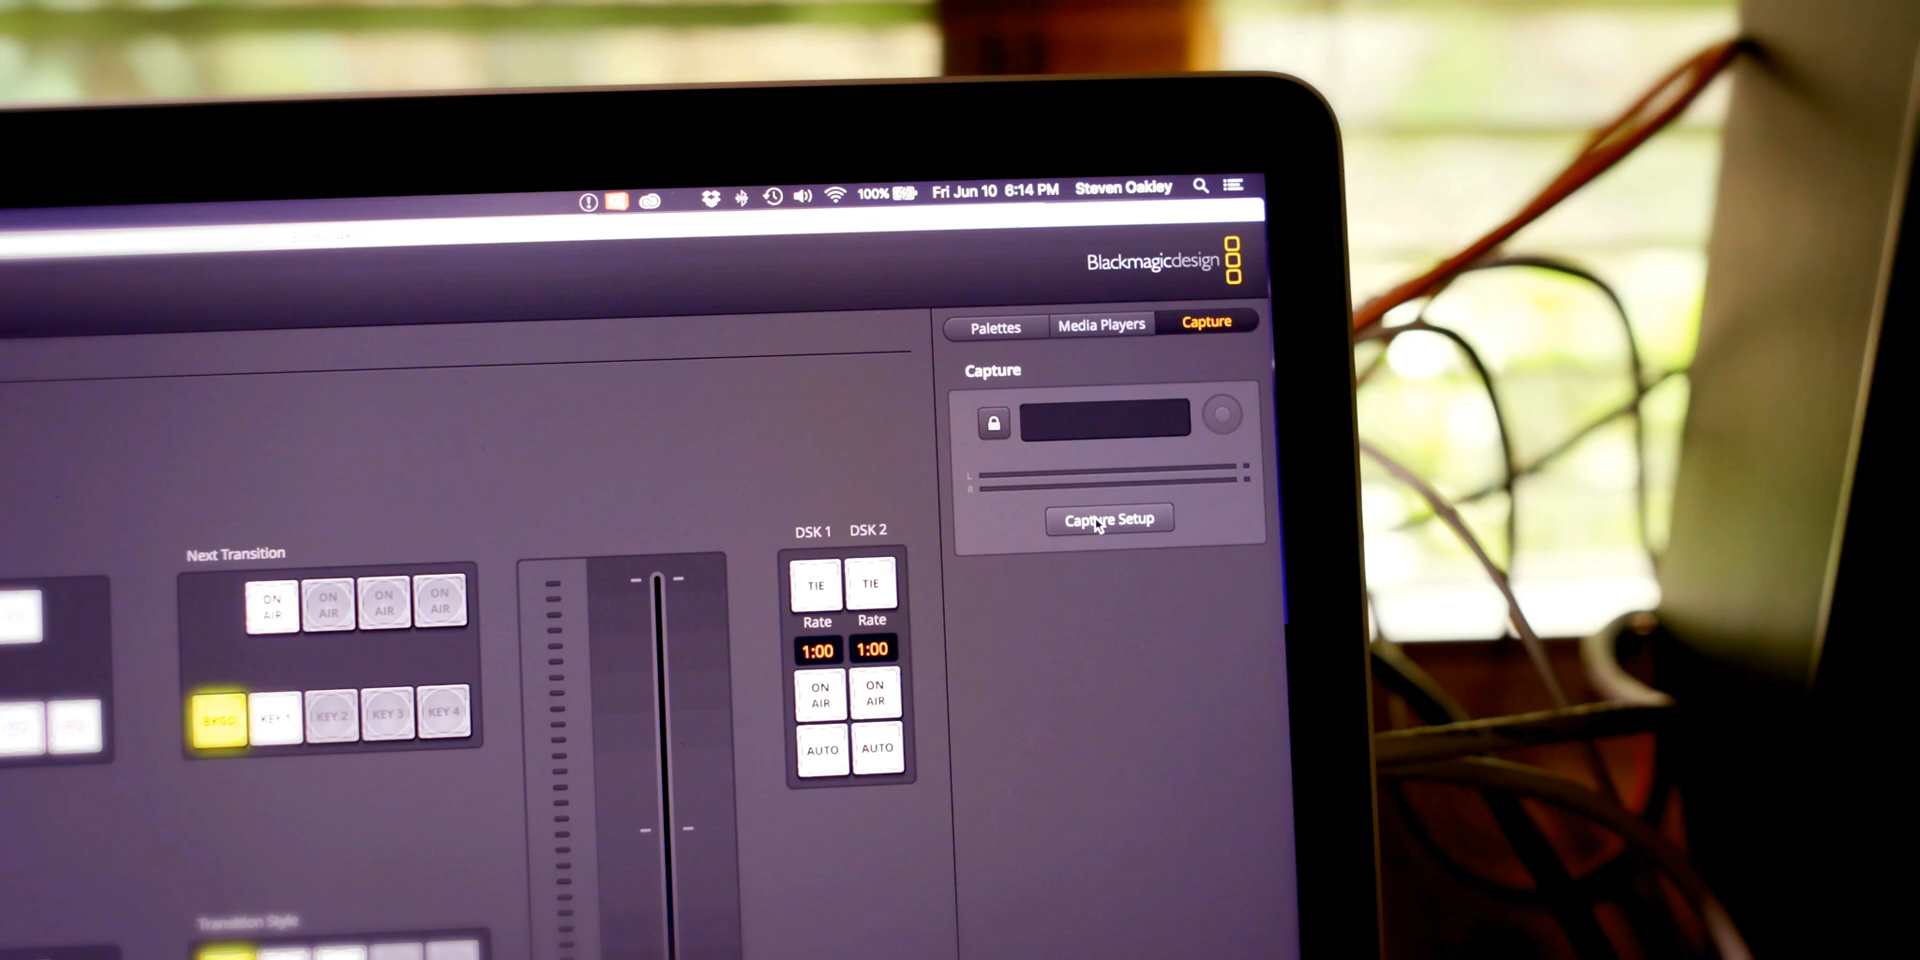 100% Fri Jun 10 6:14 PM Steven Oakley
Blackmagicdesign
Palettes Media Players Capture
Capture
L
R
Capture Setup
DSK 1 DSK 2
TIE TIE
Rate Rate
1:00 1:00
ON AIR ON AIR
AUTO AUTO
Next Transition
ON AIR ON AIR ON AIR ON AIR
BKGD KEY 1 KEY 2 KEY 3 KEY 4
Transition Style